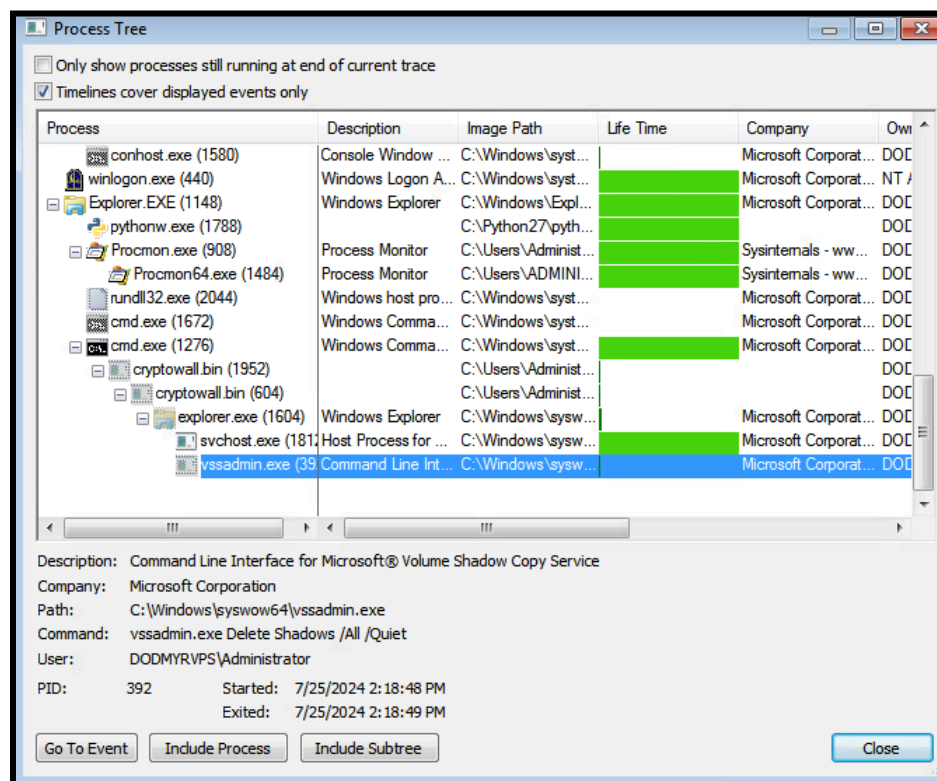 Process Tree
Only show processes still running at end of current trace
Timelines cover displayed events only
Process Description Image Path Life Time Company Own
conhost.exe (1580) Console Window ... C:\Windows\syst... Microsoft Corporat... DOD
winlogon.exe (440) Windows Logon A... C:\Windows\syst... Microsoft Corporat... NT A
Explorer.EXE (1148) Windows Explorer C:\Windows\Expl... Microsoft Corporat... DOD
pythonw.exe (1788) C:\Python27\pyth... DOD
Procmon.exe (908) Process Monitor C:\Users\Administ... Sysinternals - ww... DOD
Procmon64.exe (1484) Process Monitor C:\Users\ADMINI... Sysinternals - ww... DOD
rundll32.exe (2044) Windows host pro... C:\Windows\syst... Microsoft Corporat... DOD
cmd.exe (1672) Windows Comma... C:\Windows\syst... Microsoft Corporat... DOD
cmd.exe (1276) Windows Comma... C:\Windows\syst... Microsoft Corporat... DOD
cryptowall.bin (1952) C:\Users\Administ... DOD
cryptowall.bin (604) C:\Users\Administ... DOD
explorer.exe (1604) Windows Explorer C:\Windows\sysw... Microsoft Corporat... DOD
svchost.exe (1812 Host Process for ... C:\Windows\sysw... Microsoft Corporat... DOD
vssadmin.exe (39 Command Line Int... C:\Windows\sysw... Microsoft Corporat... DOD
Description: Command Line Interface for Microsoft® Volume Shadow Copy Service
Company: Microsoft Corporation
Path: C:\Windows\syswow64\vssadmin.exe
Command: vssadmin.exe Delete Shadows /All /Quiet
User: DODMYRVPS\Administrator
PID: 392 Started: 7/25/2024 2:18:48 PM
Exited: 7/25/2024 2:18:49 PM
Go To Event Include Process Include Subtree Close